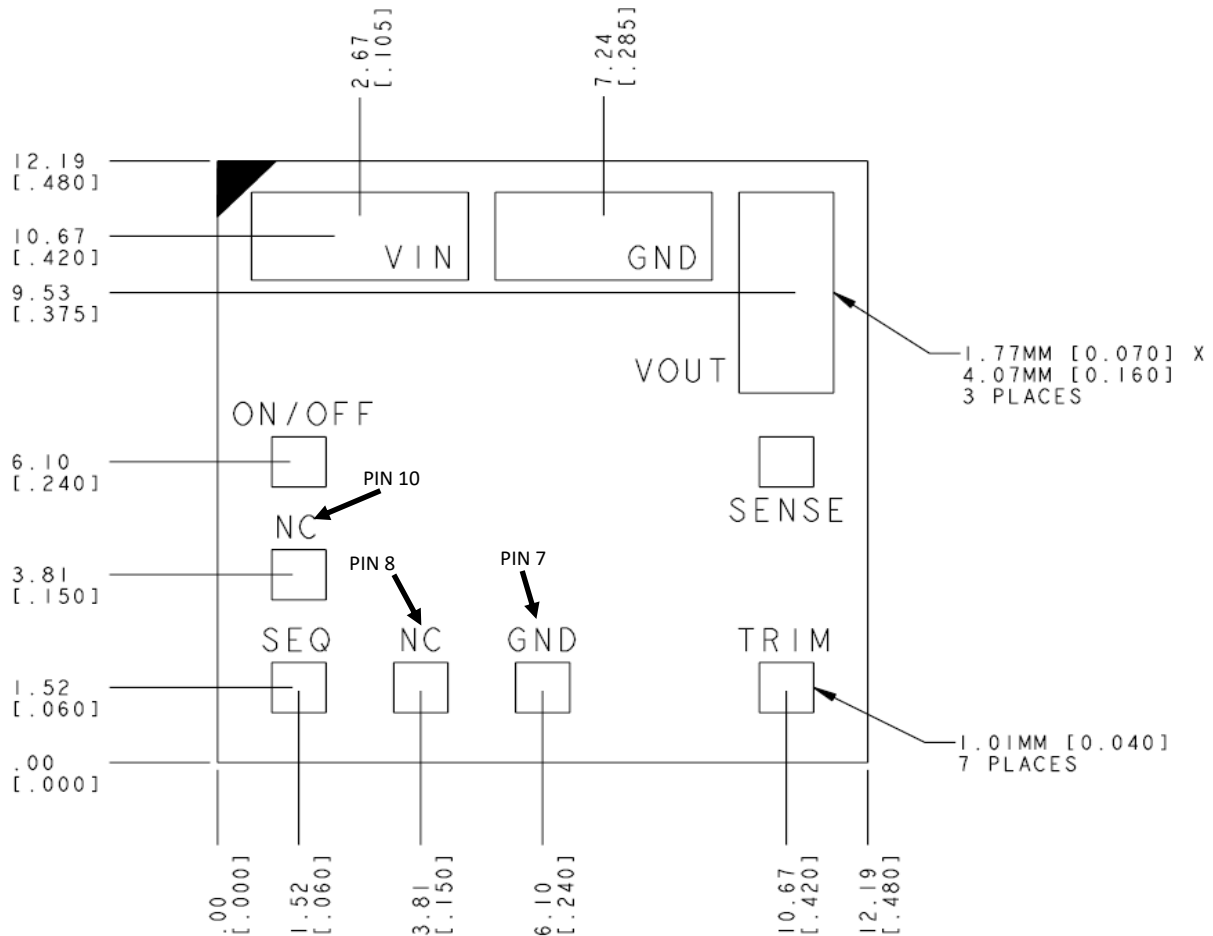 2.67
[.105]
7.24
[.285]
12.19
[.480]
10.67
[.420]
VIN
GND
9.53
[.375]
1.77MM [0.070] X
4.07MM [0.160]
3 PLACES
VOUT
ON/OFF
6.10
[.240]
PIN 10
SENSE
NC
3.81
[.150]
PIN 8
PIN 7
SEQ
NC
GND
TRIM
1.52
[.060]
1.01MM [0.040]
7 PLACES
.00
[.000]
.00
[.000]
1.52
[.060]
3.81
[.150]
6.10
[.240]
10.67
[.420]
12.19
[.480]